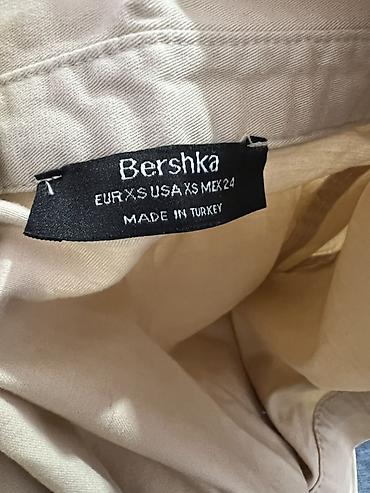 Bershka
EUR XS USA XS MEX 24
MADE IN TURKEY